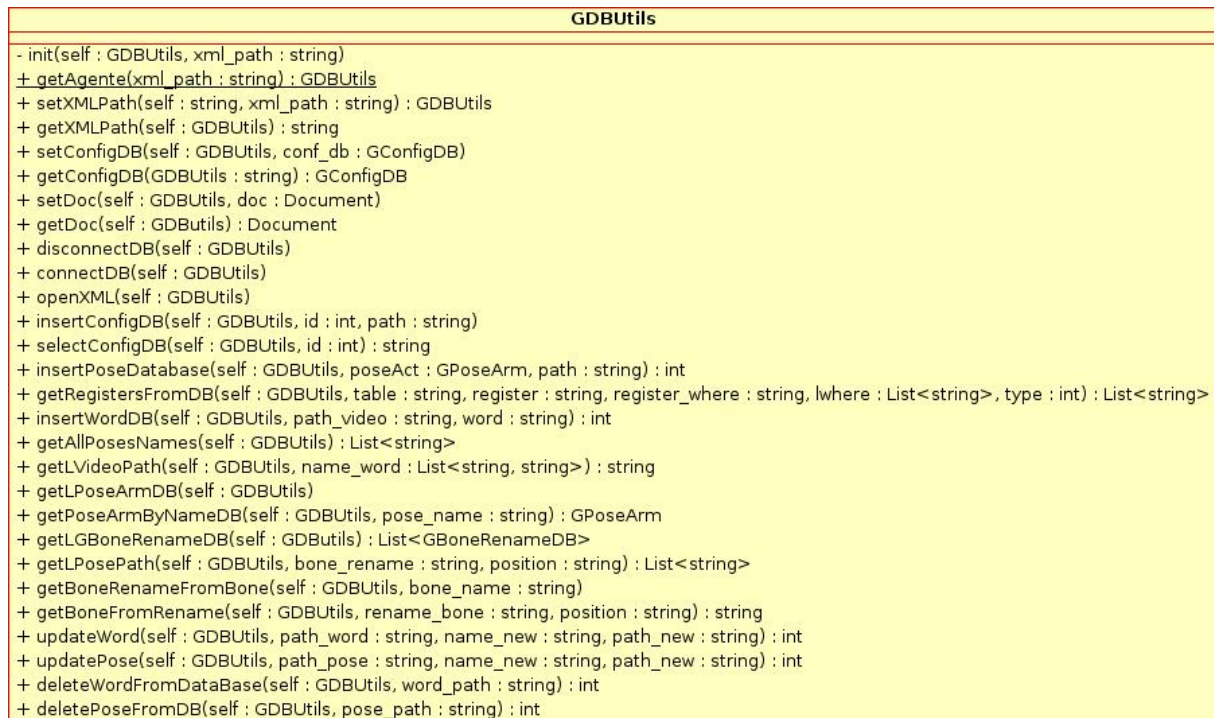 GDBUtils
- init(self : GDBUtils, xml_path : string)
+ getAgente(xml_path : string) : GDBUtils
+ setXMLPath(self : string, xml_path : string) : GDBUtils
+ getXMLPath(self : GDBUtils) : string
+ setConfigDB(self : GDBUtils, conf_db : GConfigDB)
+ getConfigDB(GDBUtils : string) : GConfigDB
+ setDoc(self : GDBUtils, doc : Document)
+ getDoc(self : GDButils) : Document
+ disconnectDB(self : GDBUtils)
+ connectDB(self : GDBUtils)
+ openXML(self : GDBUtils)
+ insertConfigDB(self : GDBUtils, id : int, path : string)
+ selectConfigDB(self : GDBUtils, id : int) : string
+ insertPoseDatabase(self : GDBUtils, poseAct : GPoseArm, path : string) : int
+ getRegistersFromDB(self : GDBUtils, table : string, register : string, register_where : string, lwhere : List<string>, type : int) : List<string>
+ insertWordDB(self : GDBUtils, path_video : string, word : string) : int
+ getAllPosesNames(self : GDBUtils) : List<string>
+ getLVideoPath(self : GDBUtils, name_word : List<string, string>) : string
+ getLPoseArmDB(self : GDBUtils)
+ getPoseArmByNameDB(self : GDBUtils, pose_name : string) : GPoseArm
+ getLGBoneRenameDB(self : GDButils) : List<GBoneRenameDB>
+ getLPosePath(self : GDBUtils, bone_rename : string, position : string) : List<string>
+ getBoneRenameFromBone(self : GDBUtils, bone_name : string)
+ getBoneFromRename(self : GDBUtils, rename_bone : string, position : string) : string
+ updateWord(self : GDBUtils, path_word : string, name_new : string, path_new : string) : int
+ updatePose(self : GDBUtils, path_pose : string, name_new : string, path_new : string) : int
+ deleteWordFromDataBase(self : GDBUtils, word_path : string) : int
+ deletePoseFromDB(self : GDBUtils, pose_path : string) : int